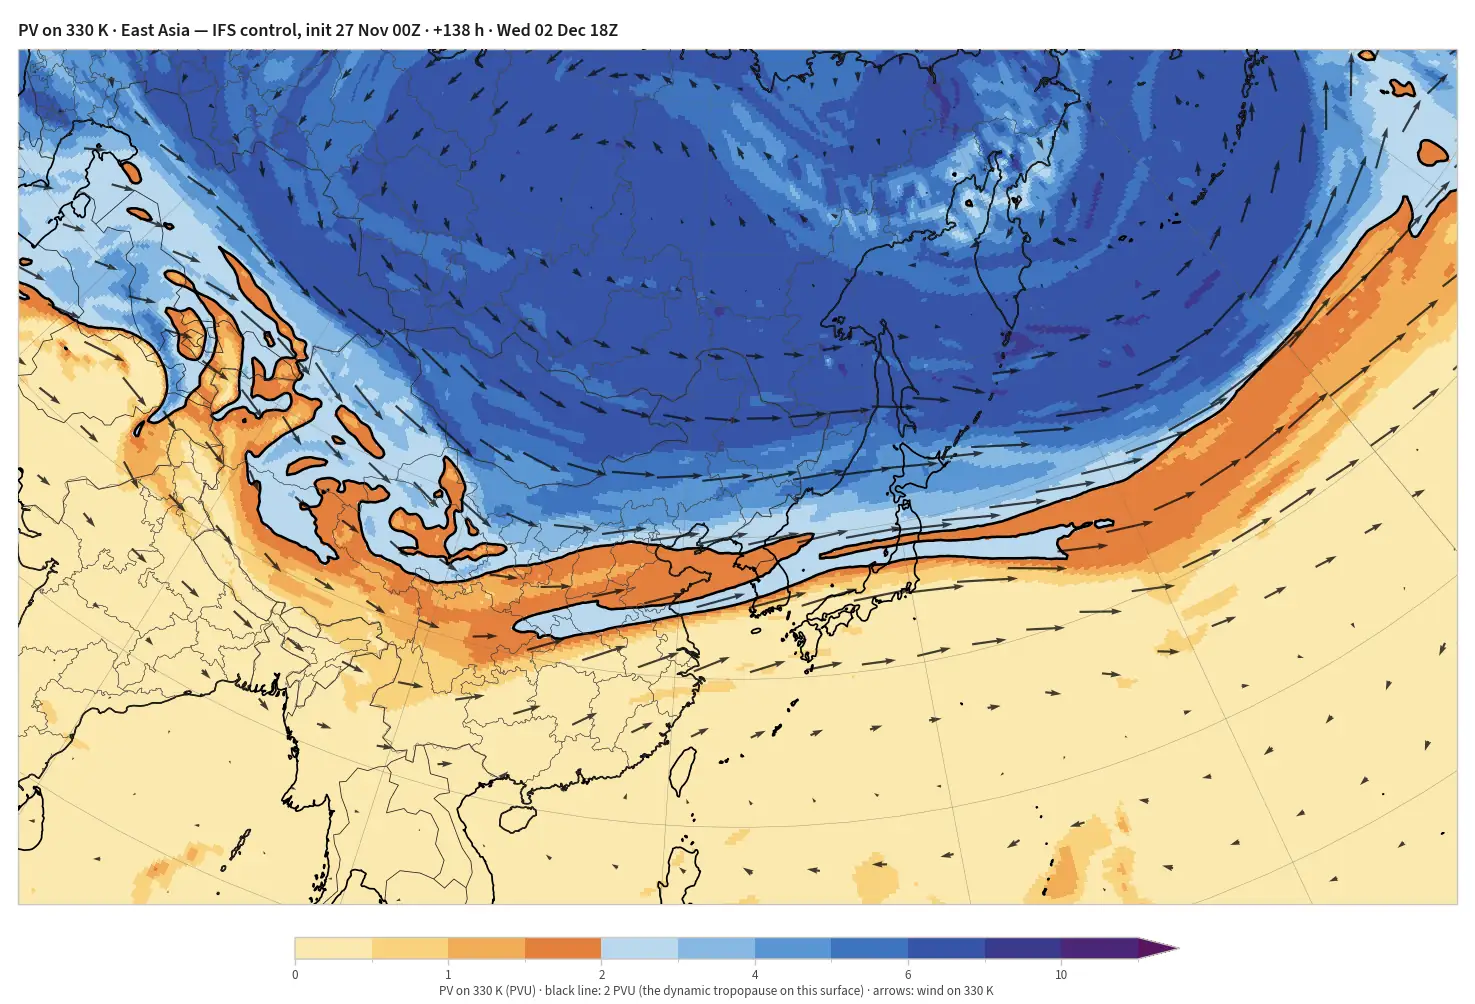 PV on 330 K · East Asia — IFS control, init 27 Nov 00Z · +138 h · Wed 02 Dec 18Z
0 1 2 4 6 10
PV on 330 K (PVU) · black line: 2 PVU (the dynamic tropopause on this surface) · arrows: wind on 330 K